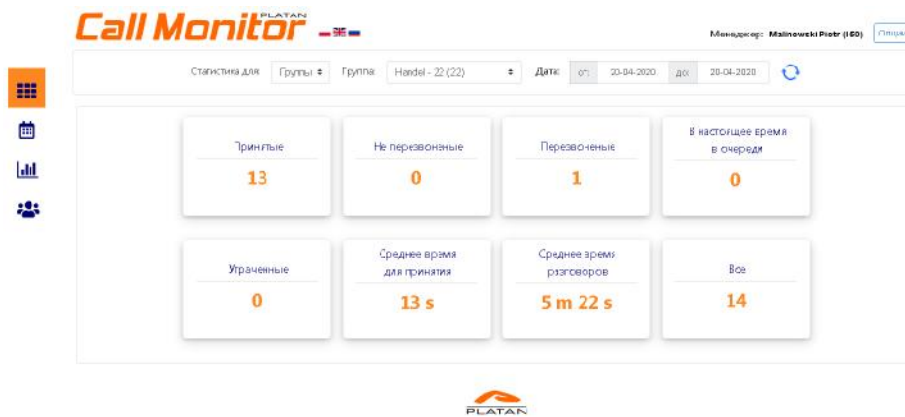 Call Monitor PLATAN
Менеджер: Malinowski Piotr (160)
Статистика для: Группы Группа: Handel - 22 (22) Дата: от: 20-04-2020 до: 20-04-2020
Принятые Не перезвоненые Перезвоненые В настоящее время
в очереди
13 0 1 0
Утраченные Среднее время
для принятия Среднее время
разговоров Все
0 13 s 5 m 22 s 14
PLATAN